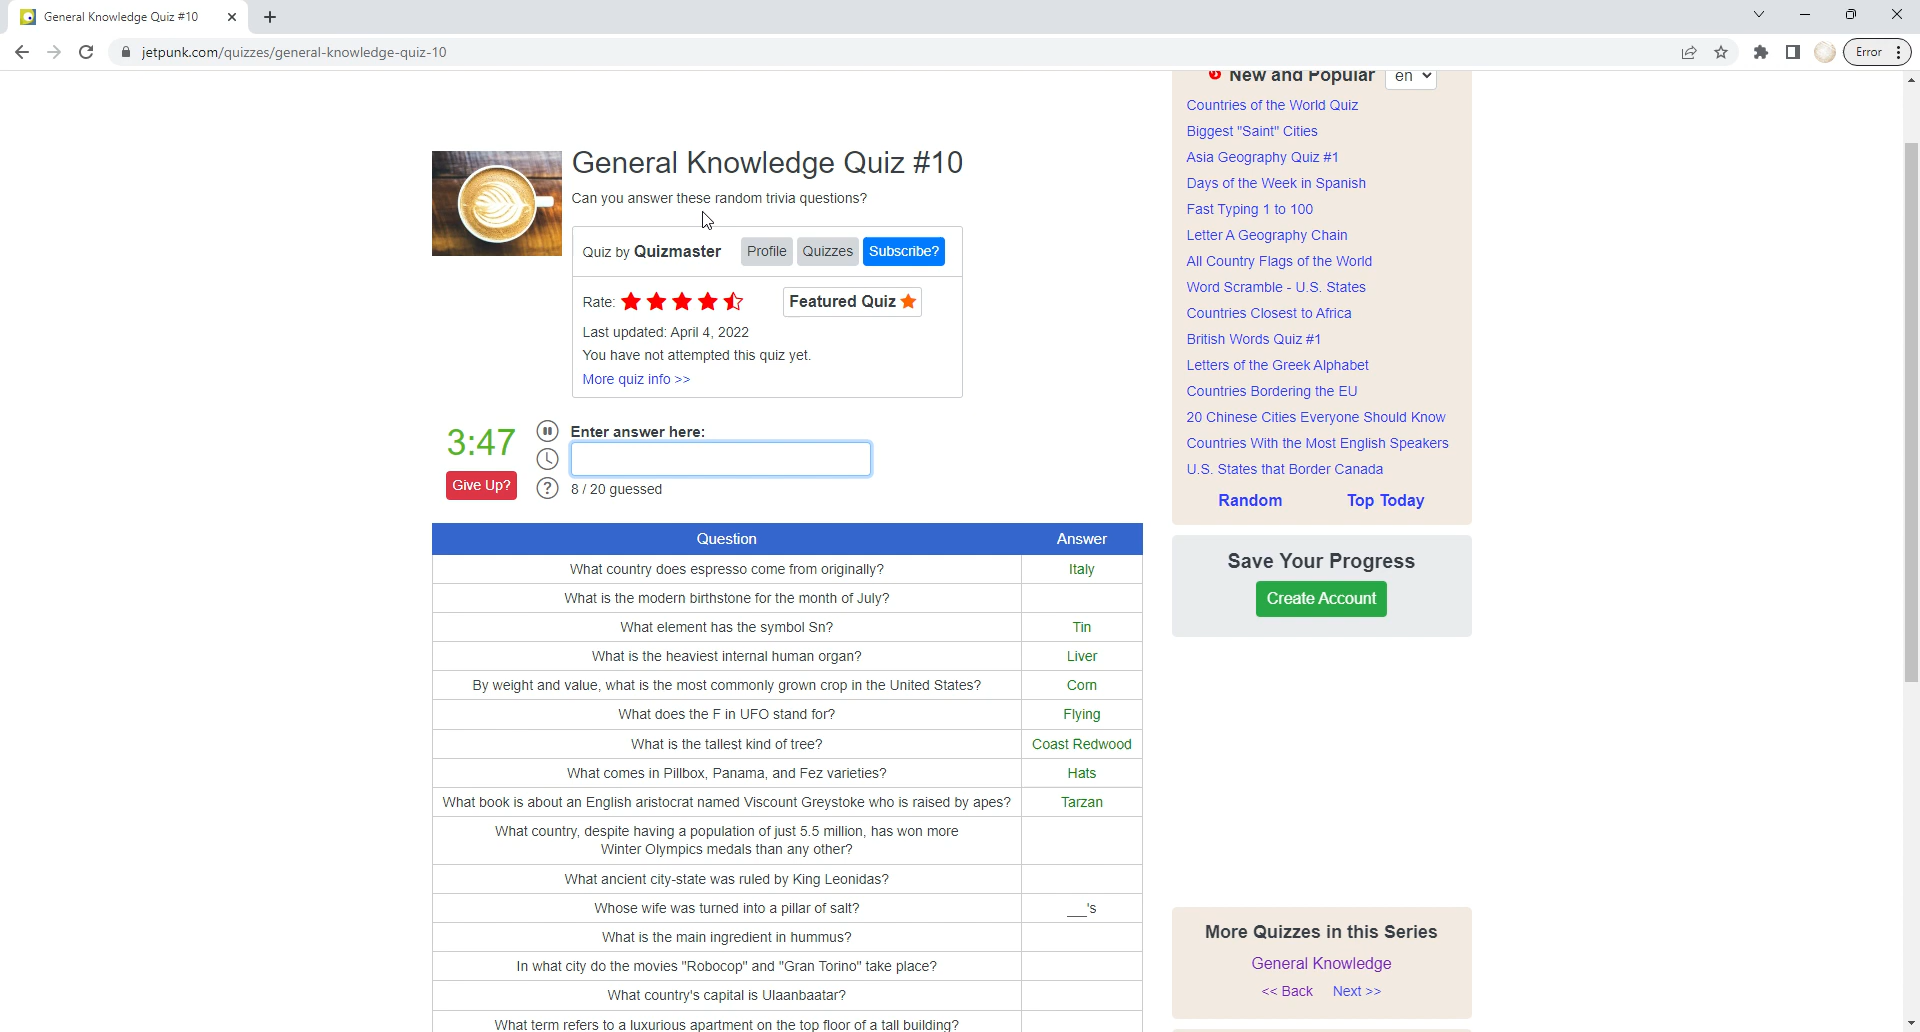 General Knowledge Quiz #10
jetpunk.com/quizzes/general-knowledge-quiz-10
Error
New and Popular
en
Countries of the World Quiz
Biggest "Saint" Cities
Asia Geography Quiz #1
Days of the Week in Spanish
Fast Typing 1 to 100
Letter A Geography Chain
All Country Flags of the World
Word Scramble - U.S. States
Countries Closest to Africa
British Words Quiz #1
Letters of the Greek Alphabet
Countries Bordering the EU
20 Chinese Cities Everyone Should Know
Countries With the Most English Speakers
U.S. States that Border Canada
Random Top Today
General Knowledge Quiz #10
Can you answer these random trivia questions?
Quiz by Quizmaster Profile Quizzes Subscribe?
Rate: Featured Quiz
Last updated: April 4, 2022
You have not attempted this quiz yet.
More quiz info >>
3:47
Give Up?
Enter answer here:
? 8 / 20 guessed
Question Answer
What country does espresso come from originally? Italy
What is the modern birthstone for the month of July?
What element has the symbol Sn? Tin
What is the heaviest internal human organ? Liver
By weight and value, what is the most commonly grown crop in the United States? Corn
What does the F in UFO stand for? Flying
What is the tallest kind of tree? Coast Redwood
What comes in Pillbox, Panama, and Fez varieties? Hats
What book is about an English aristocrat named Viscount Greystoke who is raised by apes? Tarzan
What country, despite having a population of just 5.5 million, has won more
Winter Olympics medals than any other?
What ancient city-state was ruled by King Leonidas?
Whose wife was turned into a pillar of salt? __'s
What is the main ingredient in hummus?
In what city do the movies "Robocop" and "Gran Torino" take place?
What country's capital is Ulaanbaatar?
What term refers to a luxurious apartment on the top floor of a tall building?
Save Your Progress
Create Account
More Quizzes in this Series
General Knowledge
<< Back Next >>